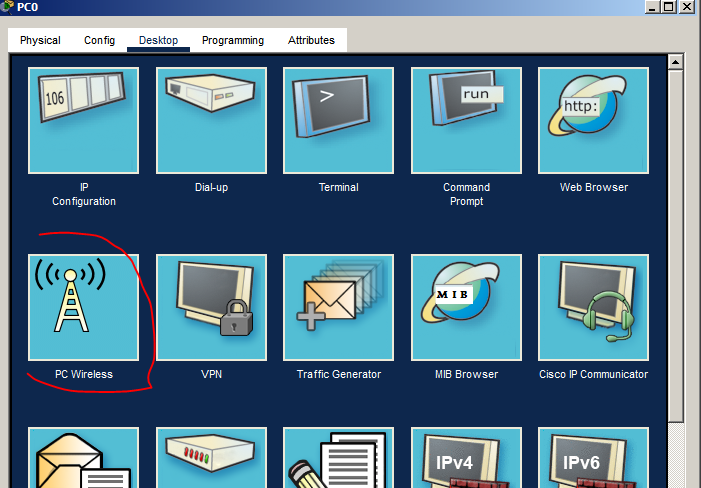 PC0
Physical Config Desktop Programming Attributes
106
>
run
http:
IP
Configuration
Dial-up
Terminal
Command
Prompt
Web Browser
MIB
PC Wireless
VPN
Traffic Generator
MIB Browser
Cisco IP Communicator
IPv4
IPv6